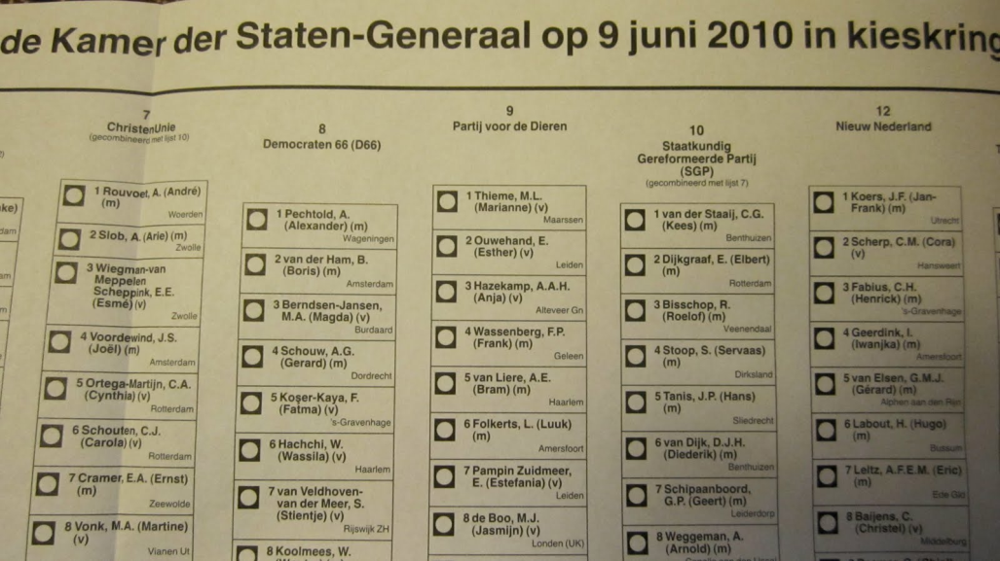 de Kamer der Staten-Generaal op 9 juni 2010 in kieskring
7
ChristenUnie
(gecombineerd met lijst 10)
1 Rouvoet, A. (André)
(m)
Woerden
2 Slob, A. (Arie) (m)
Zwolle
3 Wiegman-van
Meppelen
Scheppink, E.E.
(Esmé) (v)
Zwolle
4 Voordewind, J.S.
(Joël) (m)
Amsterdam
5 Ortega-Martijn, C.A.
(Cynthia) (v)
Rotterdam
6 Schouten, C.J.
(Carola) (v)
Rotterdam
7 Cramer, E.A. (Ernst)
(m)
Zeewolde
8 Vonk, M.A. (Martine)
(v)
Vianen Ut
8
Democraten 66 (D66)
1 Pechtold, A.
(Alexander) (m)
Wageningen
2 van der Ham, B.
(Boris) (m)
Amsterdam
3 Berndsen-Jansen,
M.A. (Magda) (v)
Burdaard
4 Schouw, A.G.
(Gerard) (m)
Dordrecht
5 Koşer-Kaya, F.
(Fatma) (v)
's-Gravenhage
6 Hachchi, W.
(Wassila) (v)
Haarlem
7 van Veldhoven-
van der Meer, S.
(Stientje) (v)
Rijswijk ZH
8 Koolmees, W.
9
Partij voor de Dieren
1 Thieme, M.L.
(Marianne) (v)
Maarssen
2 Ouwehand, E.
(Esther) (v)
Leiden
3 Hazekamp, A.A.H.
(Anja) (v)
Alteveer Gn
4 Wassenberg, F.P.
(Frank) (m)
Geleen
5 van Liere, A.E.
(Bram) (m)
Haarlem
6 Folkerts, L. (Luuk)
(m)
Amersfoort
7 Pampin Zuidmeer,
E. (Estefania) (v)
Leiden
8 de Boo, M.J.
(Jasmijn) (v)
Londen (UK)
10
Staatkundig
Gereformeerde Partij
(SGP)
(gecombineerd met lijst 7)
1 van der Staaij, C.G.
(Kees) (m)
Benthuizen
2 Dijkgraaf, E. (Elbert)
(m)
Rotterdam
3 Bisschop, R.
(Roelof) (m)
Veenendaal
4 Stoop, S. (Servaas)
(m)
Dirksland
5 Tanis, J.P. (Hans)
(m)
Sliedrecht
6 van Dijk, D.J.H.
(Diederik) (m)
Benthuizen
7 Schipaanboord,
G.P. (Geert) (m)
Leiderdorp
8 Weggeman, A.
(Arnold) (m)
12
Nieuw Nederland
1 Koers, J.F. (Jan-
Frank) (m)
Utrecht
2 Scherp, C.M. (Cora)
(v)
Hansweert
3 Fabius, C.H.
(Henrick) (m)
's-Gravenhage
4 Geerdink, I.
(Iwanjka) (m)
Amersfoort
5 van Elsen, G.M.J.
(Gérard) (m)
Alphen aan den Rijn
6 Labout, H. (Hugo)
(m)
Bussum
7 Leitz, A.F.E.M. (Eric)
(m)
Ede Gld
8 Baijens, C.
(Christel) (v)
Middelburg